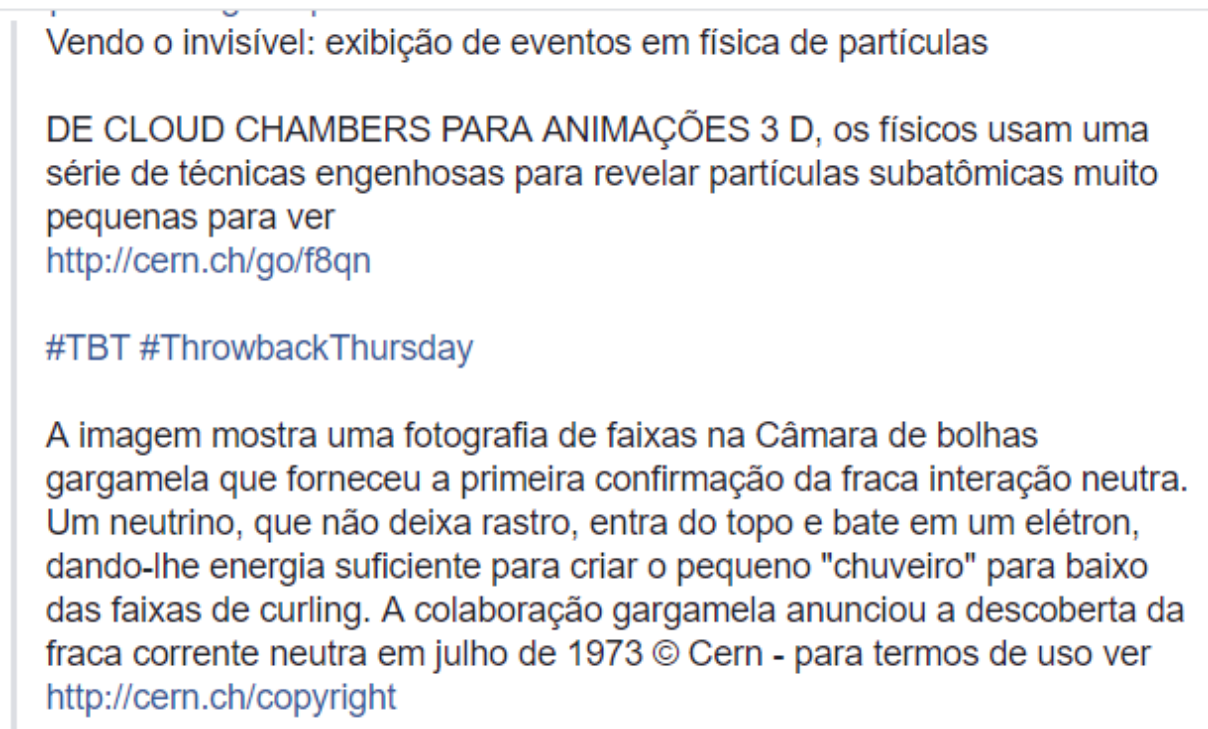 Vendo o invisível: exibição de eventos em física de partículas
DE CLOUD CHAMBERS PARA ANIMAÇÕES 3 D, os físicos usam uma
série de técnicas engenhosas para revelar partículas subatômicas muito
pequenas para ver
http://cern.ch/go/f8qn
#TBT #ThrowbackThursday
A imagem mostra uma fotografia de faixas na Câmara de bolhas
gargamela que forneceu a primeira confirmação da fraca interação neutra.
Um neutrino, que não deixa rastro, entra do topo e bate em um elétron,
dando-lhe energia suficiente para criar o pequeno "chuveiro" para baixo
das faixas de curling. A colaboração gargamela anunciou a descoberta da
fraca corrente neutra em julho de 1973 © Cern - para termos de uso ver
http://cern.ch/copyright